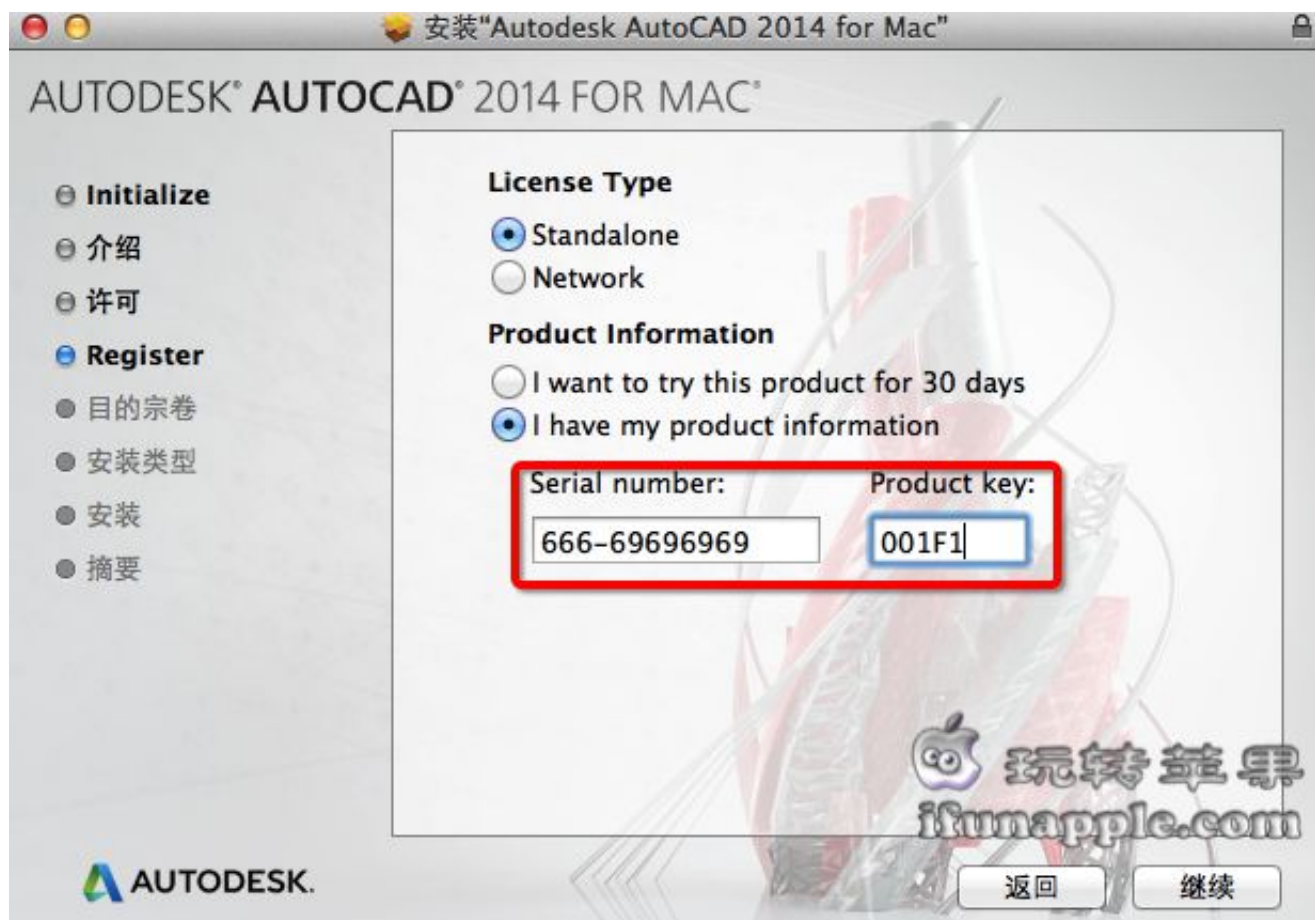 安装“Autodesk AutoCAD 2014 for Mac”
AUTODESK® AUTOCAD® 2014 FOR MAC®
Initialize
介绍
许可
Register
目的宗卷
安装类型
安装
摘要
License Type
Standalone
Network
Product Information
I want to try this product for 30 days
I have my product information
Serial number: Product key:
666-69696969 001F1
玩转苹果
ifunapple.com
AUTODESK.
返回 继续